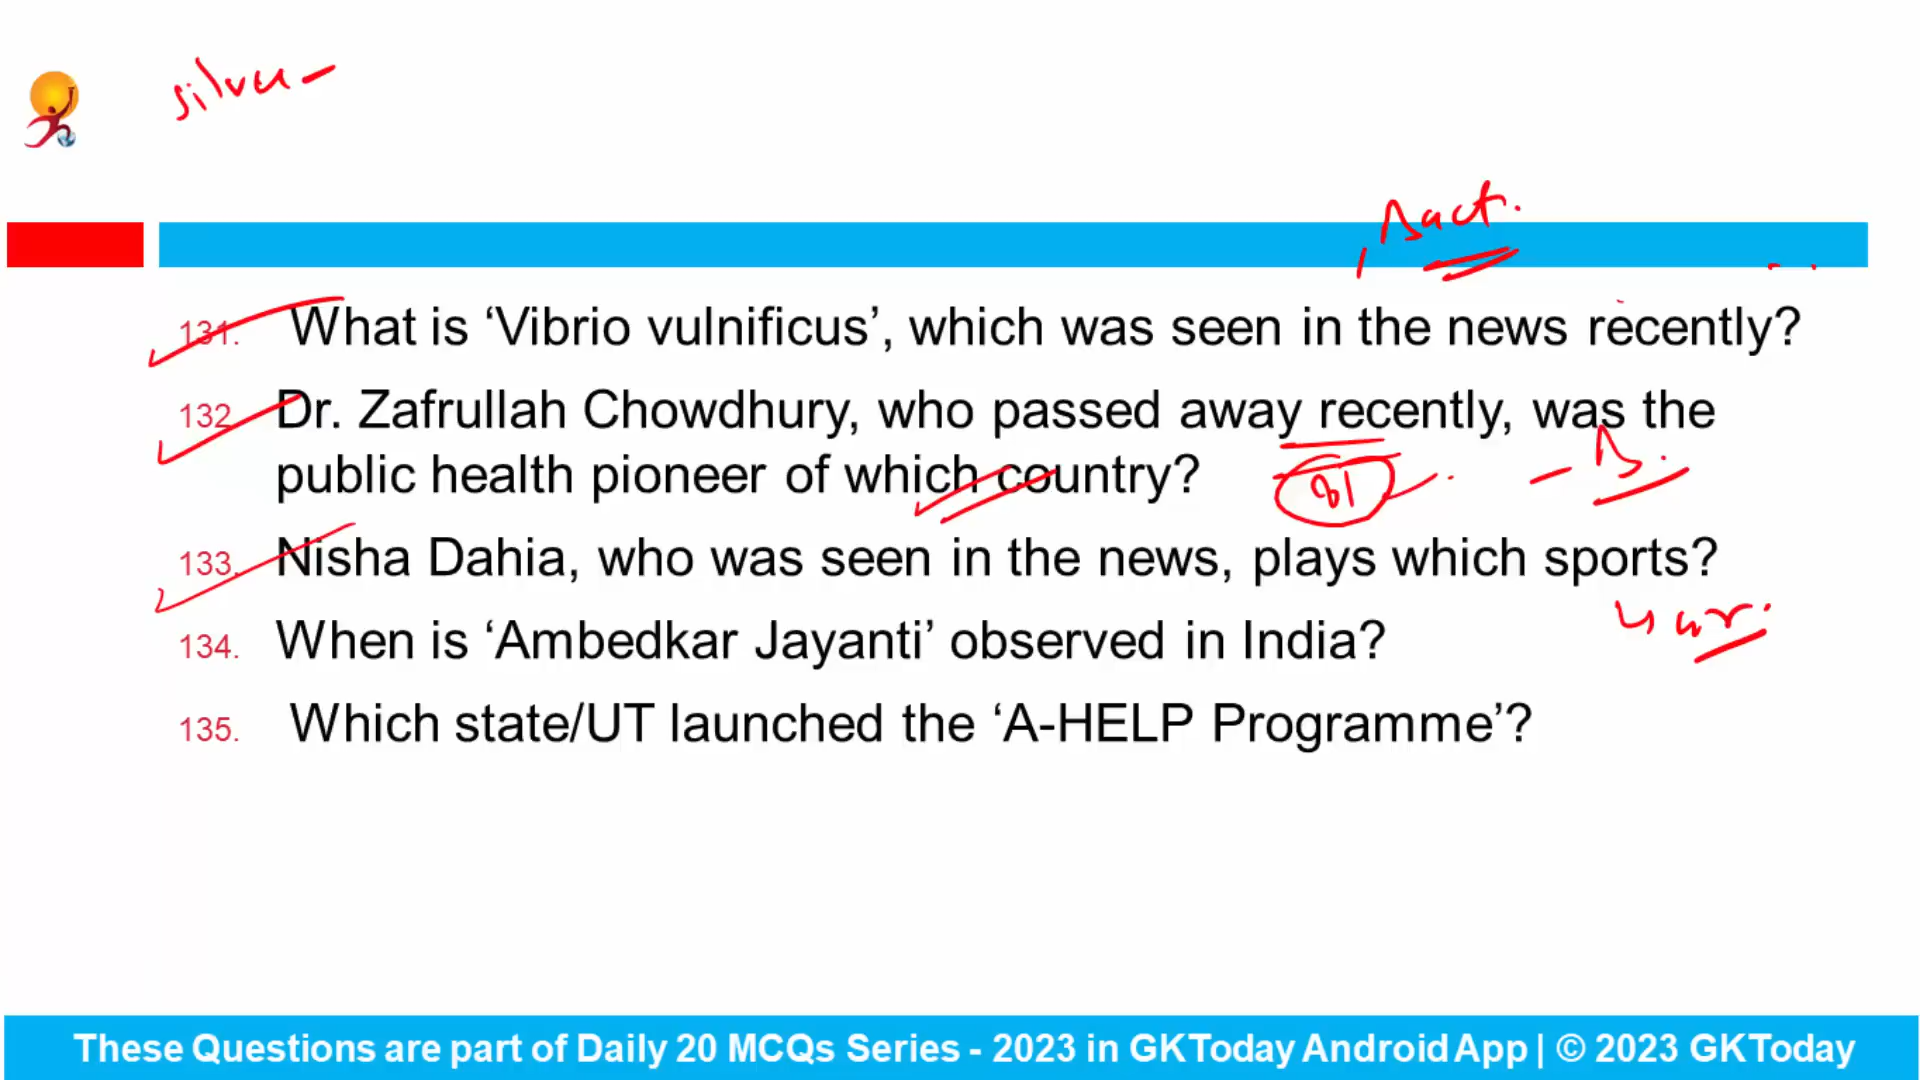 silver -
, Bact.
131. What is ‘Vibrio vulnificus’, which was seen in the news recently?
132. Dr. Zafrullah Chowdhury, who passed away recently, was the
public health pioneer of which country? 81 - B.
133. Nisha Dahia, who was seen in the news, plays which sports?
134. When is ‘Ambedkar Jayanti’ observed in India?
135. Which state/UT launched the ‘A-HELP Programme’?
These Questions are part of Daily 20 MCQs Series - 2023 in GKToday Android App | © 2023 GKToday